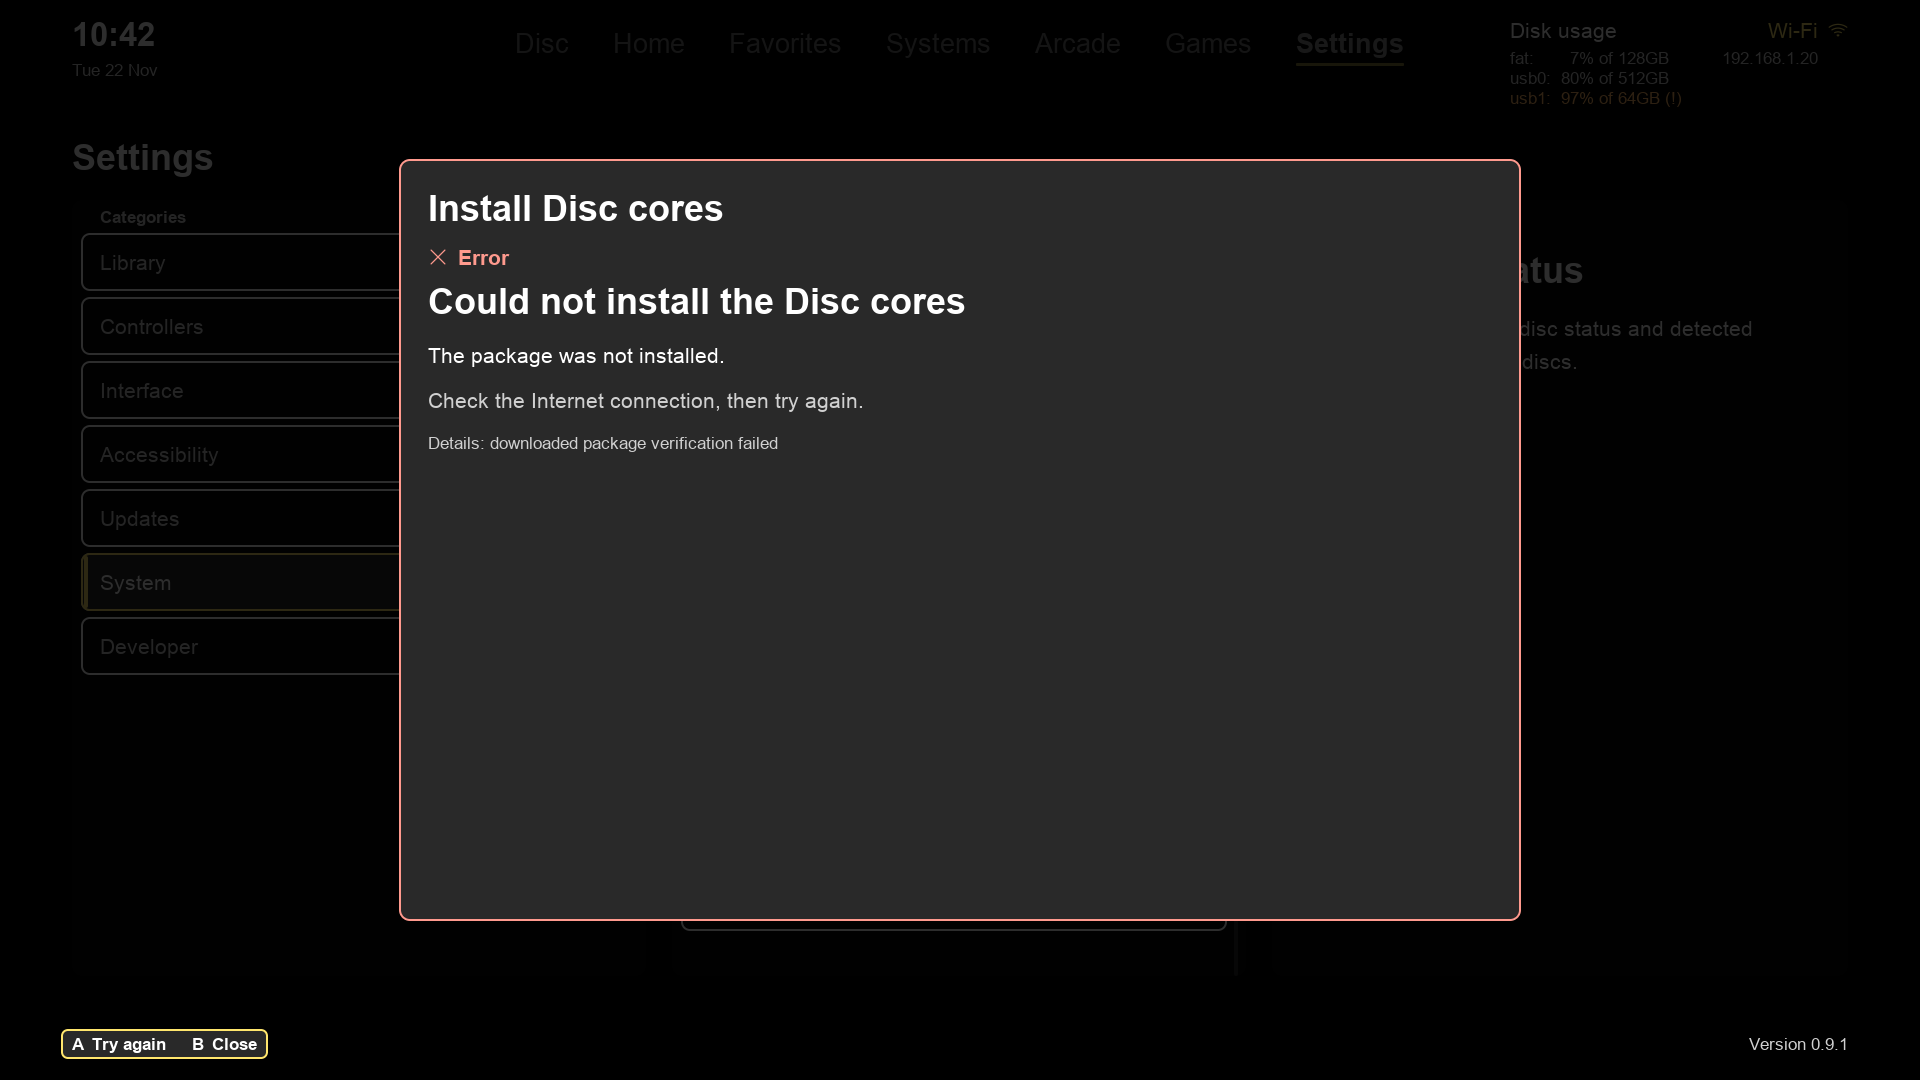 10:42
Tue 22 Nov
Disc Home Favorites Systems Arcade Games Settings
Disk usage
fat: 7% of 128GB
usb0: 80% of 512GB
usb1: 97% of 64GB (!)
Wi-Fi
192.168.1.20
Settings
Categories
Library
Controllers
Interface
Accessibility
Updates
System
Developer
Install Disc cores
Error
Could not install the Disc cores
The package was not installed.
Check the Internet connection, then try again.
Details: downloaded package verification failed
atus
disc status and detected
discs.
A Try again B Close
Version 0.9.1